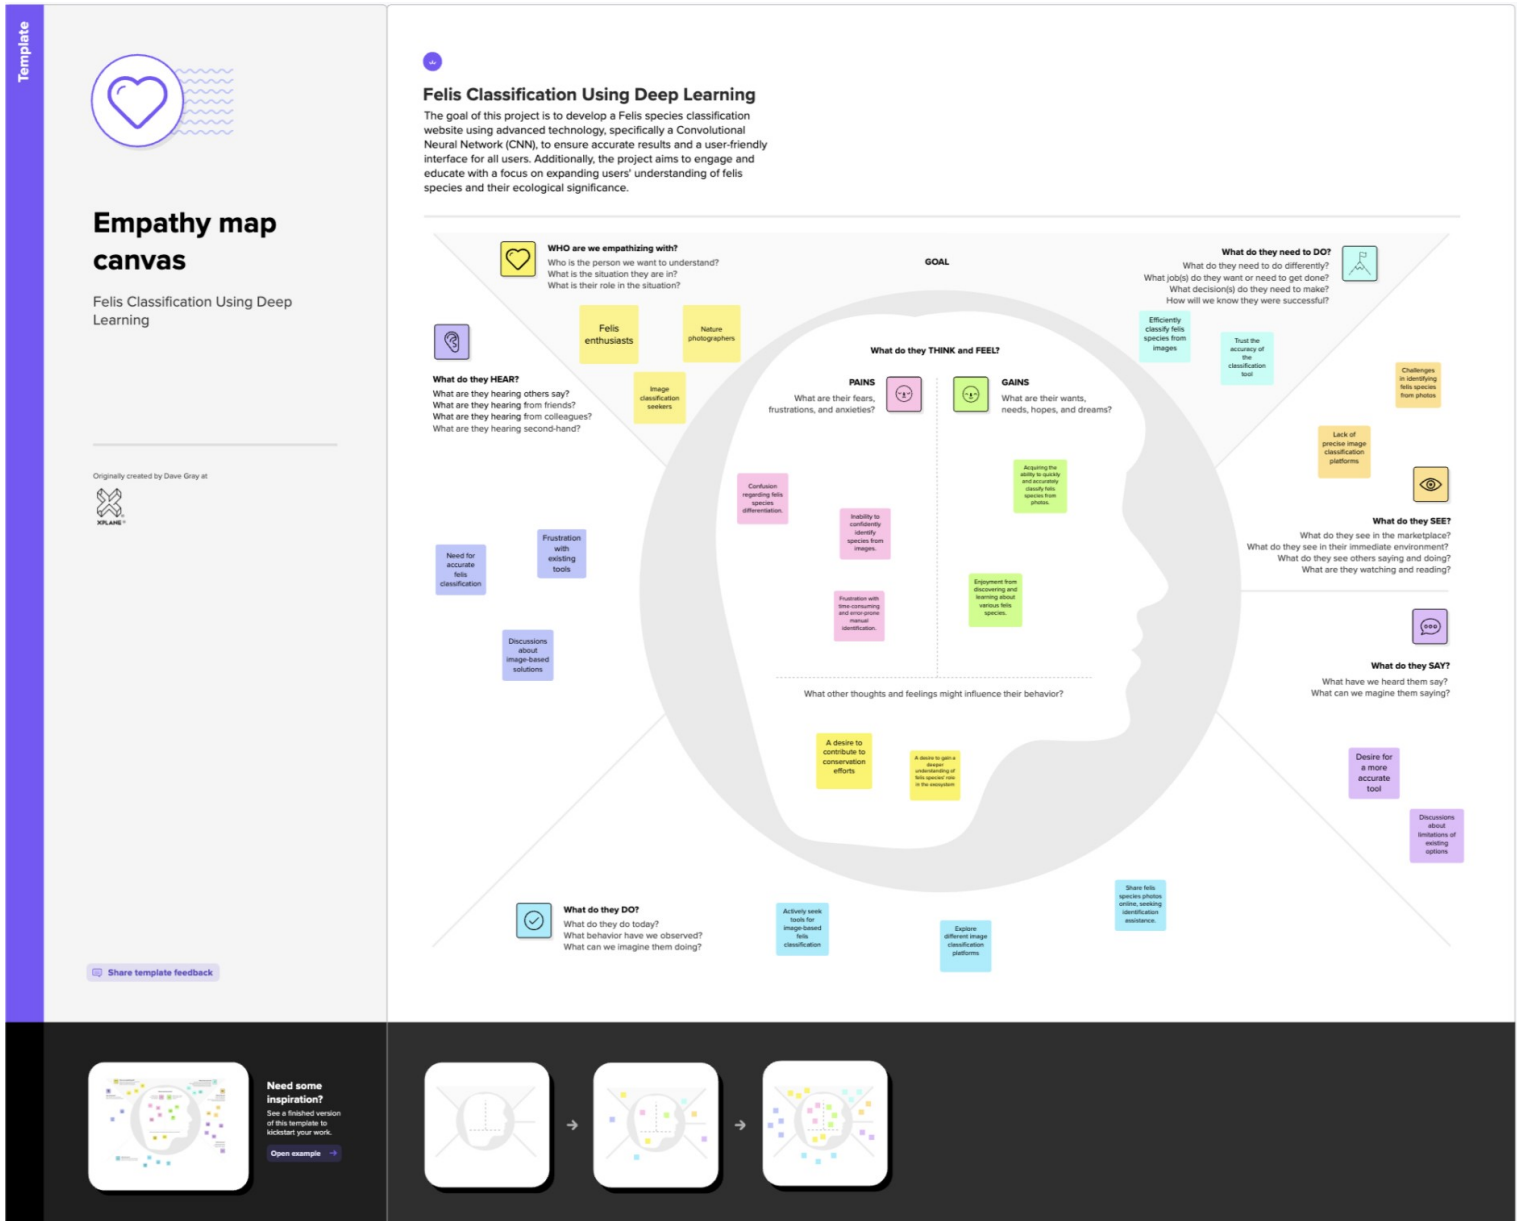 Template
Empathy map
canvas
Felis Classification Using Deep
Learning
Originally created by Dave Gray at
XPLANE
Share template feedback
Felis Classification Using Deep Learning
The goal of this project is to develop a Felis species classification
website using advanced technology, specifically a Convolutional
Neural Network (CNN), to ensure accurate results and a user-friendly
interface for all users. Additionally, the project aims to engage and
educate with a focus on expanding users' understanding of felis
species and their ecological significance.
WHO are we empathizing with?
Who is the person we want to understand?
What is the situation they are in?
What is their role in the situation?
Felis
enthusiasts
Nature
photographers
Image
classification
seekers
GOAL
What do they need to DO?
What do they need to do differently?
What job(s) do they want or need to get done?
What decision(s) do they need to make?
How will we know they were successful?
Efficiently
classify felis
species from
images
Trust the
accuracy of
the
classification
tool
What do they HEAR?
What are they hearing others say?
What are they hearing from friends?
What are they hearing from colleagues?
What are they hearing second-hand?
Need for
accurate
felis
classification
Frustration
with
existing
tools
Discussions
about
image-based
solutions
What do they THINK and FEEL?
PAINS
What are their fears,
frustrations, and anxieties?
GAINS
What are their wants,
needs, hopes, and dreams?
Confusion
regarding felis
species
differentiation.
Inability to
confidently
identify
species from
images.
Frustration with
time-consuming
and error-prone
manual
identification.
Acquiring the
ability to quickly
and accurately
classify felis
species from
photos.
Enjoyment from
discovering and
learning about
various felis
species.
What other thoughts and feelings might influence their behavior?
A desire to
contribute to
conservation
efforts
A desire to gain a
deeper
understanding of
felis species' role
in the ecosystem
Challenges
in identifying
felis species
from photos
Lack of
precise image
classification
platforms
What do they SEE?
What do they see in the marketplace?
What do they see in their immediate environment?
What do they see others saying and doing?
What are they watching and reading?
What do they SAY?
What have we heard them say?
What can we magine them saying?
Desire for
a more
accurate
tool
Discussions
about
limitations of
existing
options
What do they DO?
What do they do today?
What behavior have we observed?
What can we imagine them doing?
Actively seek
tools for
image-based
felis
classification
Explore
different image
classification
platforms
Share felis
species photos
online, seeking
identification
assistance.
Need some
inspiration?
See a finished version
of this template to
kickstart your work.
Open example